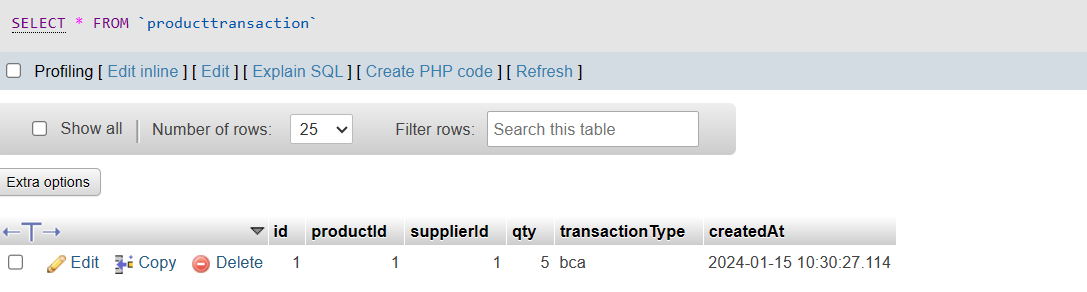 SELECT * FROM `producttransaction`
Profiling [ Edit inline ] [ Edit ] [ Explain SQL ] [ Create PHP code ] [ Refresh ]
Show all | Number of rows: 25 Filter rows: Search this table
Extra options
id productId supplierId qty transactionType createdAt
Edit Copy Delete 1 1 1 5 bca 2024-01-15 10:30:27.114